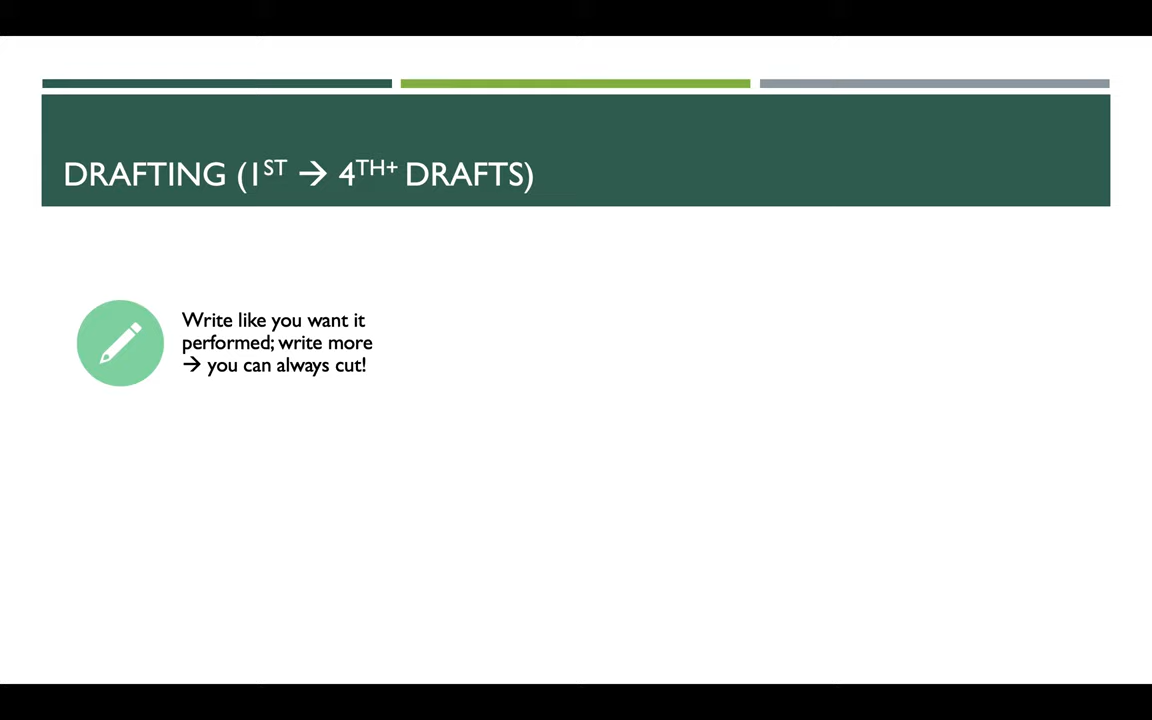 DRAFTING (1ST → 4TH+ DRAFTS)
Write like you want it
performed; write more
→ you can always cut!